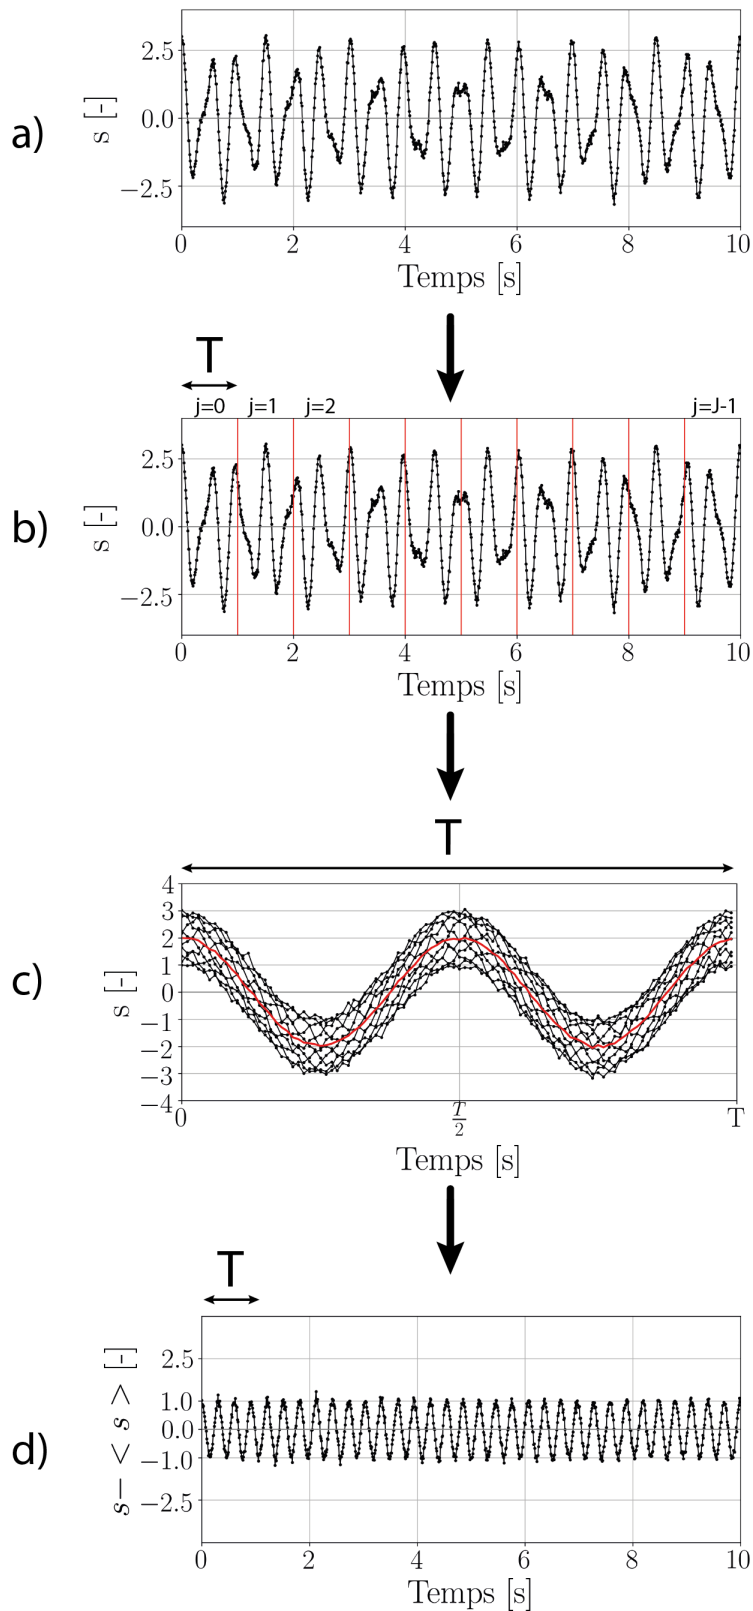 a)
s [-]
2.5
0.0
−2.5
0 2 4 6 8 10
Temps [s]
T
j=0 j=1 j=2 j=J-1
b)
s [-]
2.5
0.0
−2.5
0 2 4 6 8 10
Temps [s]
T
c)
s [-]
4
3
2
1
0
−1
−2
−3
−4
0 T/2 T
Temps [s]
T
d)
s− < s > [-]
2.5
1.0
0.0
−1.0
−2.5
0 2 4 6 8 10
Temps [s]